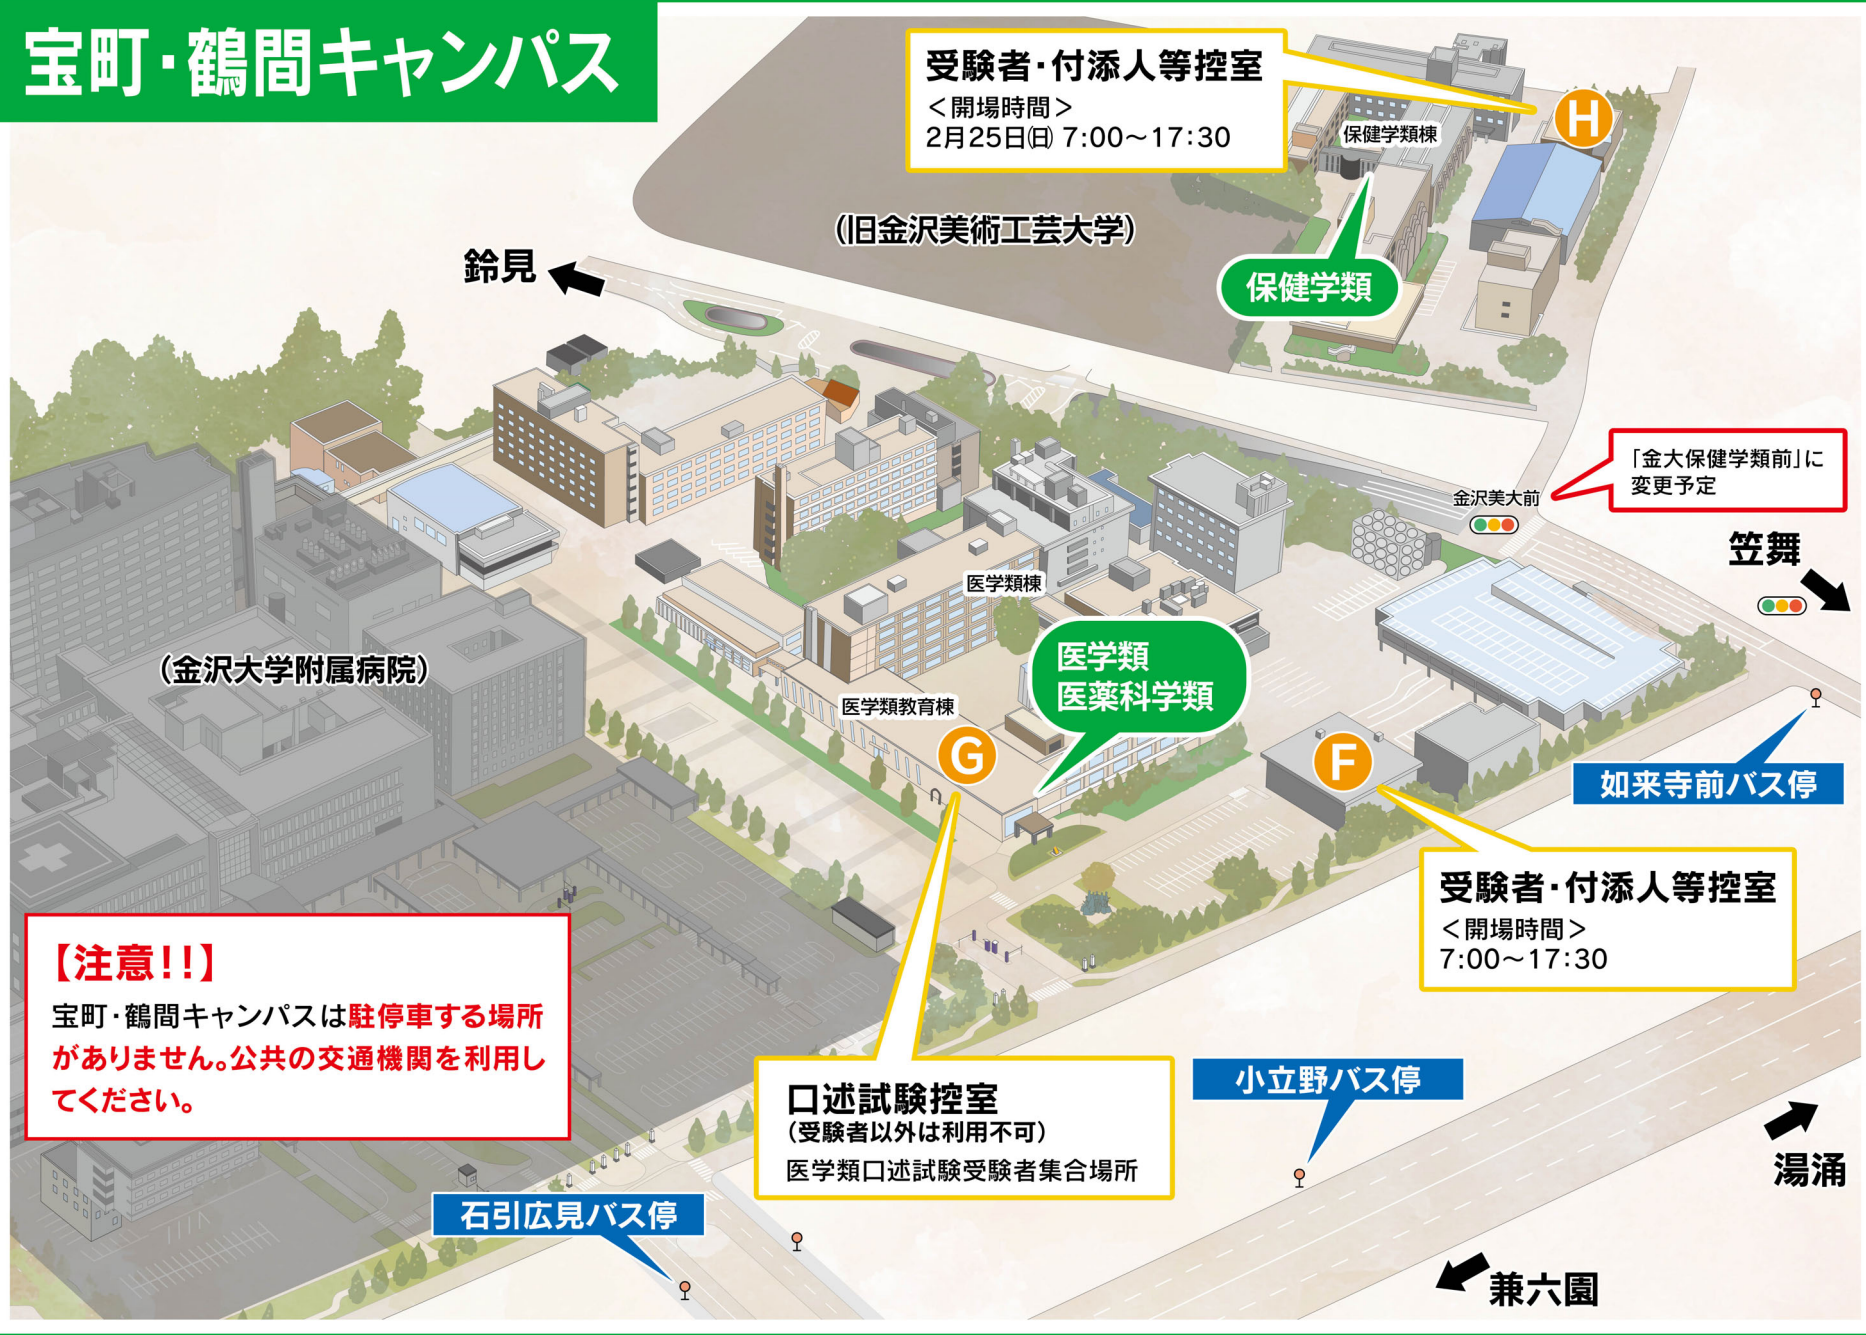 宝町・鶴間キャンパス
受験者・付添人等控室
＜開場時間＞
2月25日㈰ 7:00～17:30
H
保健学類棟
（旧金沢美術工芸大学）
鈴見
保健学類
「金大保健学類前」に
変更予定
金沢美大前
笠舞
医学類棟
（金沢大学附属病院）
医学類
医薬科学類
医学類教育棟
G
F
如来寺前バス停
受験者・付添人等控室
＜開場時間＞
7:00～17:30
【注意!!】
宝町・鶴間キャンパスは駐停車する場所
がありません。公共の交通機関を利用し
てください。
口述試験控室
（受験者以外は利用不可）
医学類口述試験受験者集合場所
小立野バス停
湯涌
石引広見バス停
兼六園